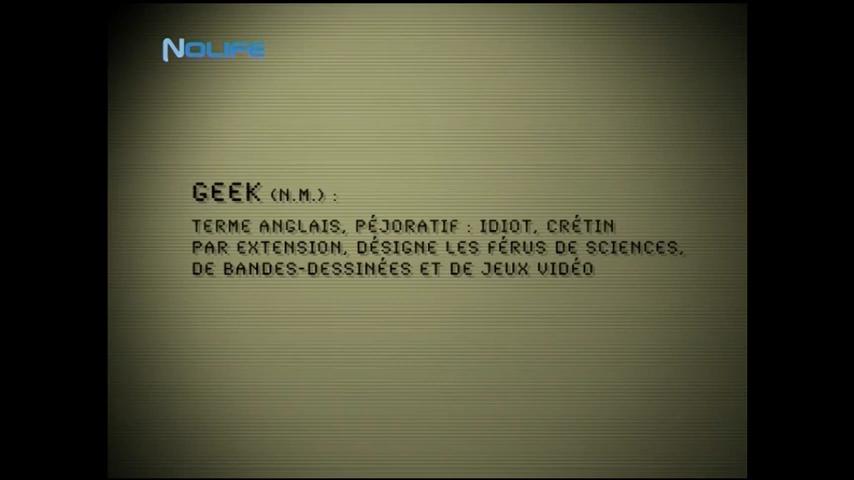 NOLIFE
GEEK (N.M.) :
TERME ANGLAIS, PÉJORATIF : IDIOT, CRÉTIN
PAR EXTENSION, DÉSIGNE LES FÉRUS DE SCIENCES,
DE BANDES-DESSINÉES ET DE JEUX VIDÉO